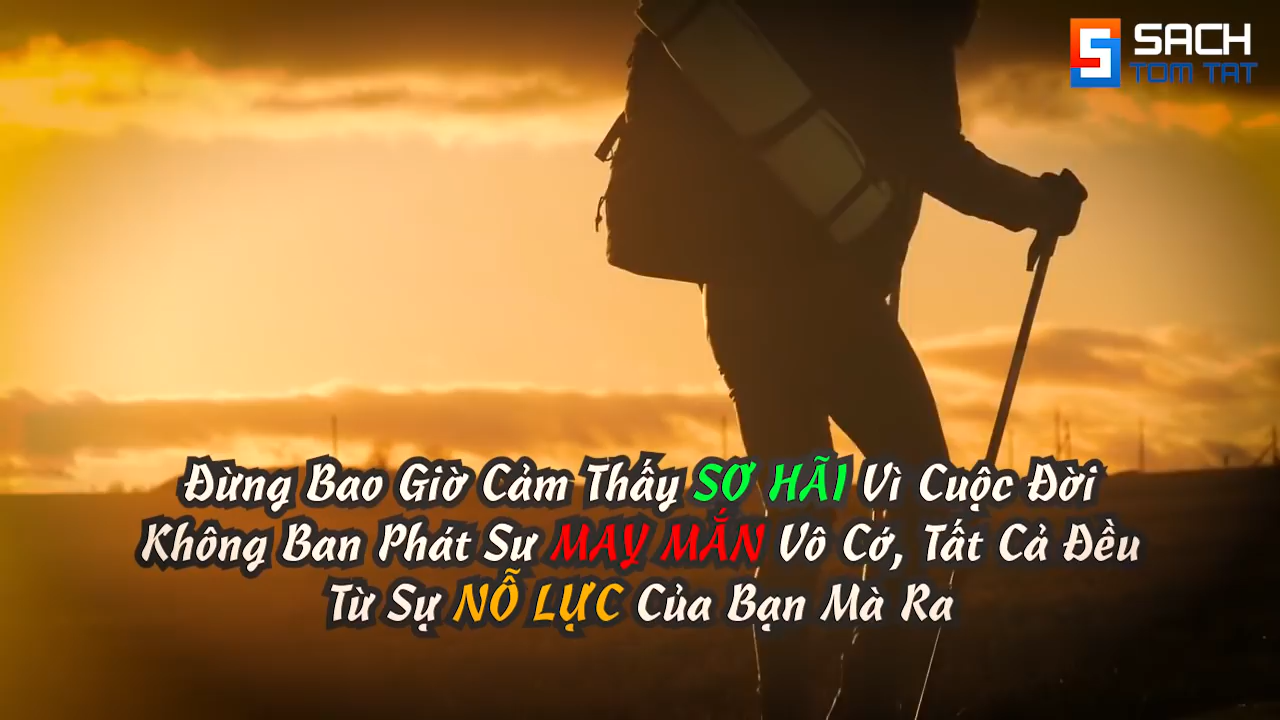 SACH
TOM TAT
Đừng Bao Giờ Cảm Thấy SƠ HÃI Vì Cuộc Đời
Không Ban Phát Sư MAY MẮN Vô Cớ, Tất Cả Đều
Từ Sự NỖ LỰC Của Bạn Mà Ra